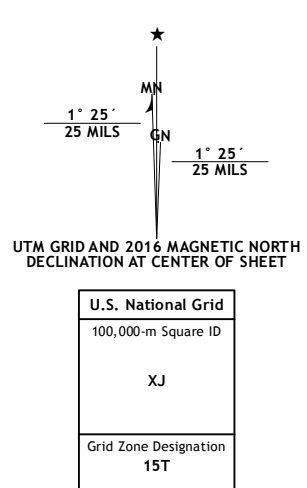 ★
MN
1° 25´
25 MILS
GN
1° 25´
25 MILS
UTM GRID AND 2016 MAGNETIC NORTH
DECLINATION AT CENTER OF SHEET
U.S. National Grid
100,000-m Square ID
XJ
Grid Zone Designation
15T